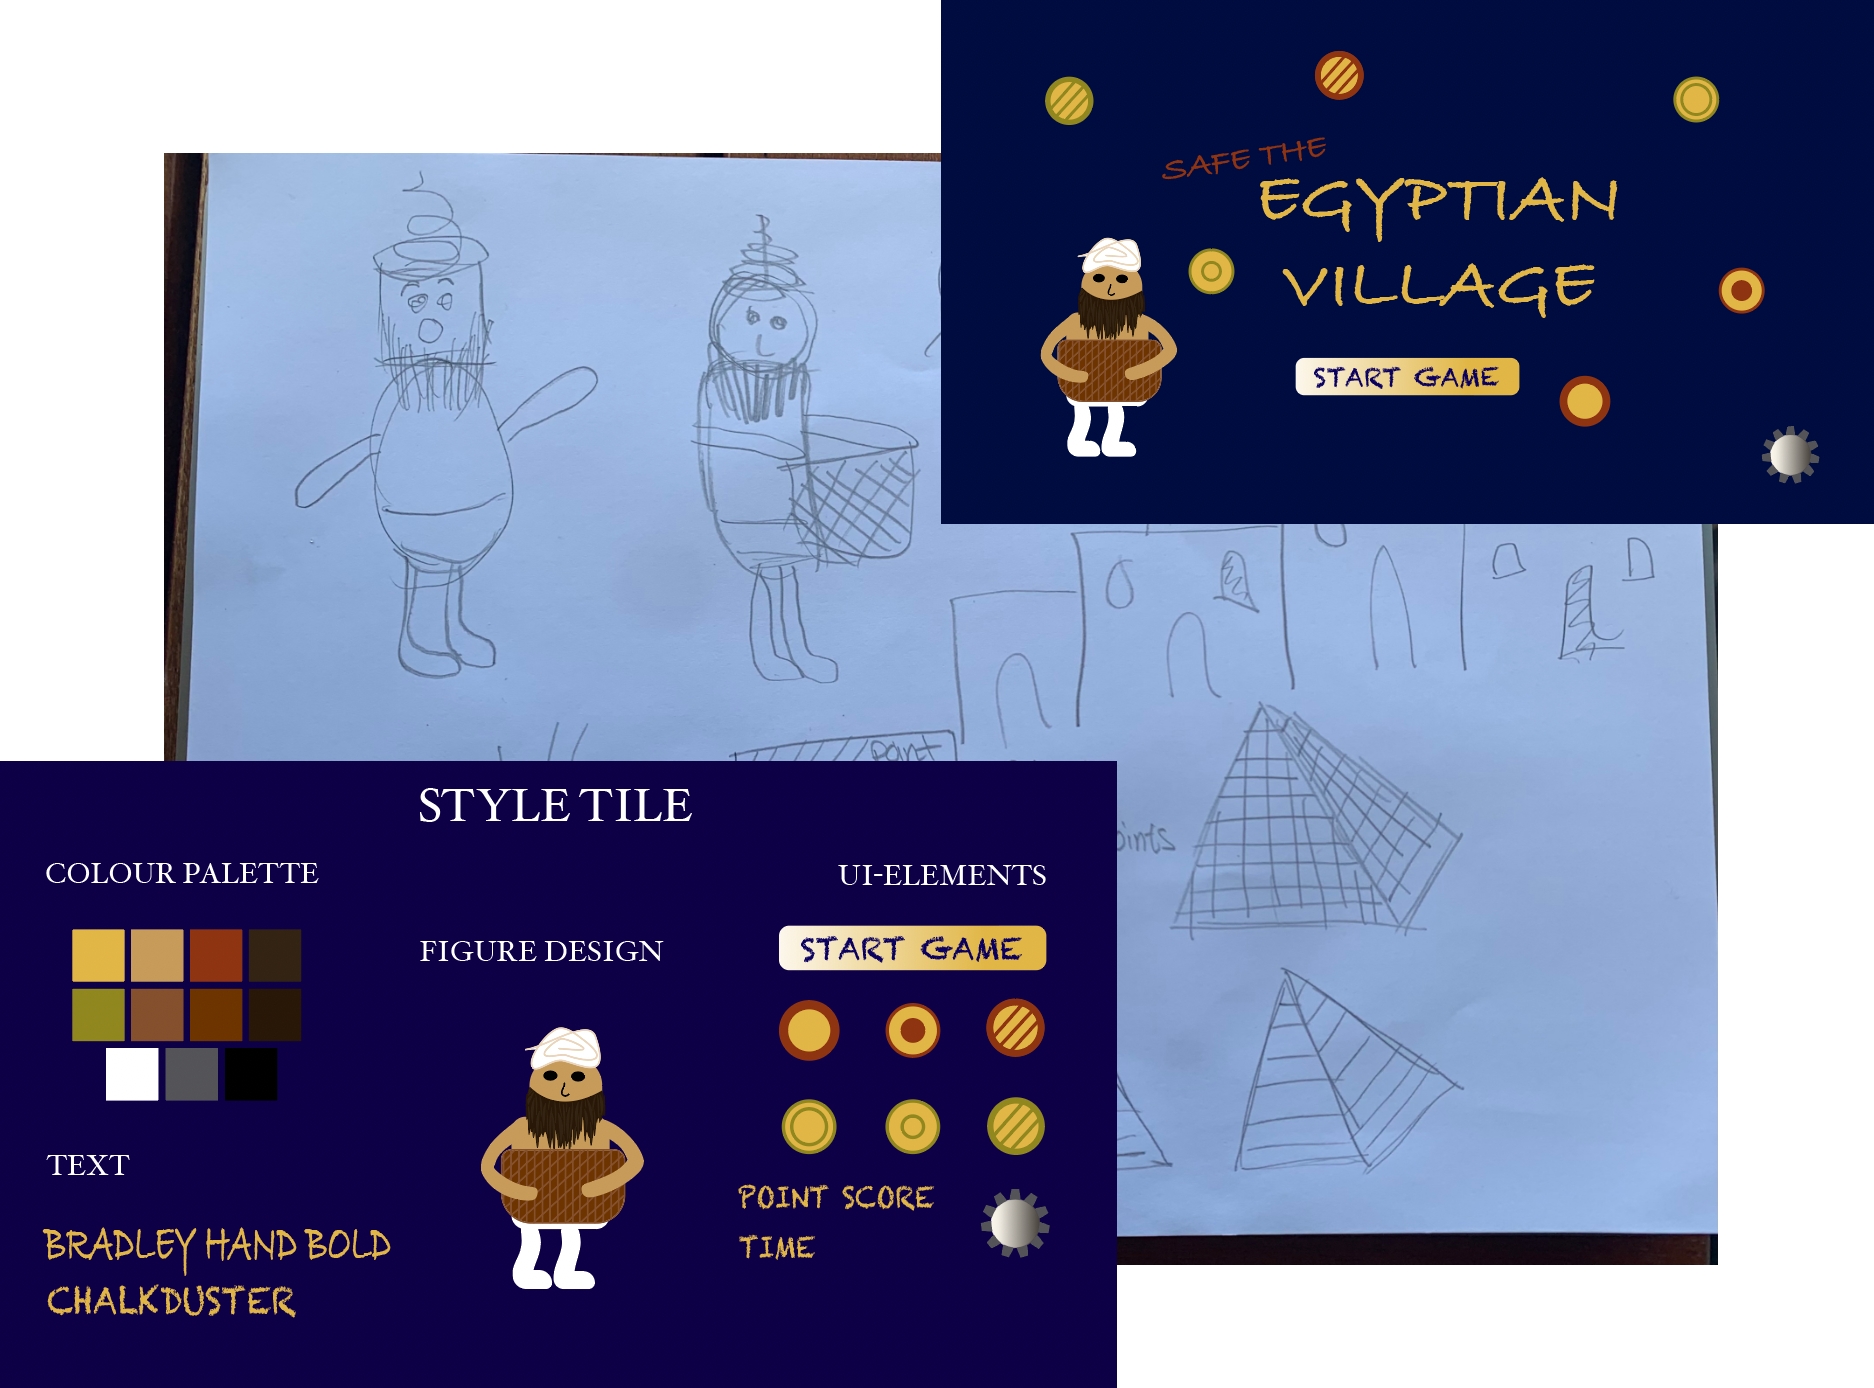 SAFE THE
EGYPTIAN
VILLAGE
START GAME
point
oints
STYLE TILE
COLOUR PALETTE
UI-ELEMENTS
FIGURE DESIGN
START GAME
TEXT
POINT SCORE
TIME
BRADLEY HAND BOLD
CHALKDUSTER